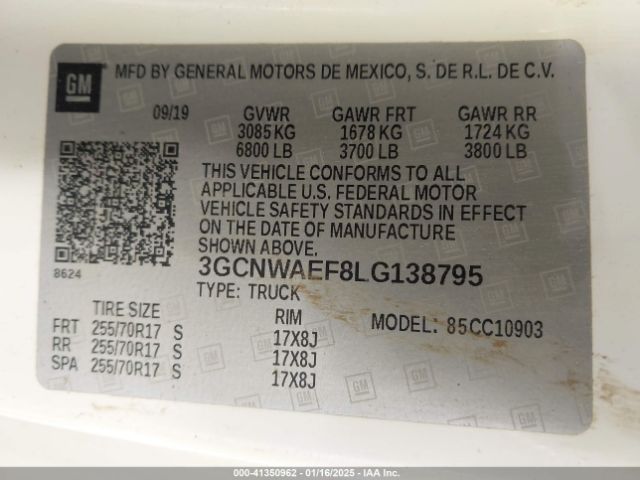 GM
MFD BY GENERAL MOTORS DE MEXICO, S. DE R.L. DE C.V.
09/19 GVWR GAWR FRT GAWR RR
3085 KG 1678 KG 1724 KG
6800 LB 3700 LB 3800 LB
THIS VEHICLE CONFORMS TO ALL
APPLICABLE U.S. FEDERAL MOTOR
VEHICLE SAFETY STANDARDS IN EFFECT
ON THE DATE OF MANUFACTURE
SHOWN ABOVE.
8624
3GCNWAEF8LG138795
TYPE: TRUCK
TIRE SIZE RIM MODEL: 85CC10903
FRT 255/70R17 S 17X8J
RR 255/70R17 S 17X8J
SPA 255/70R17 S 17X8J
000-41350962 - 01/16/2025 - IAA Inc.